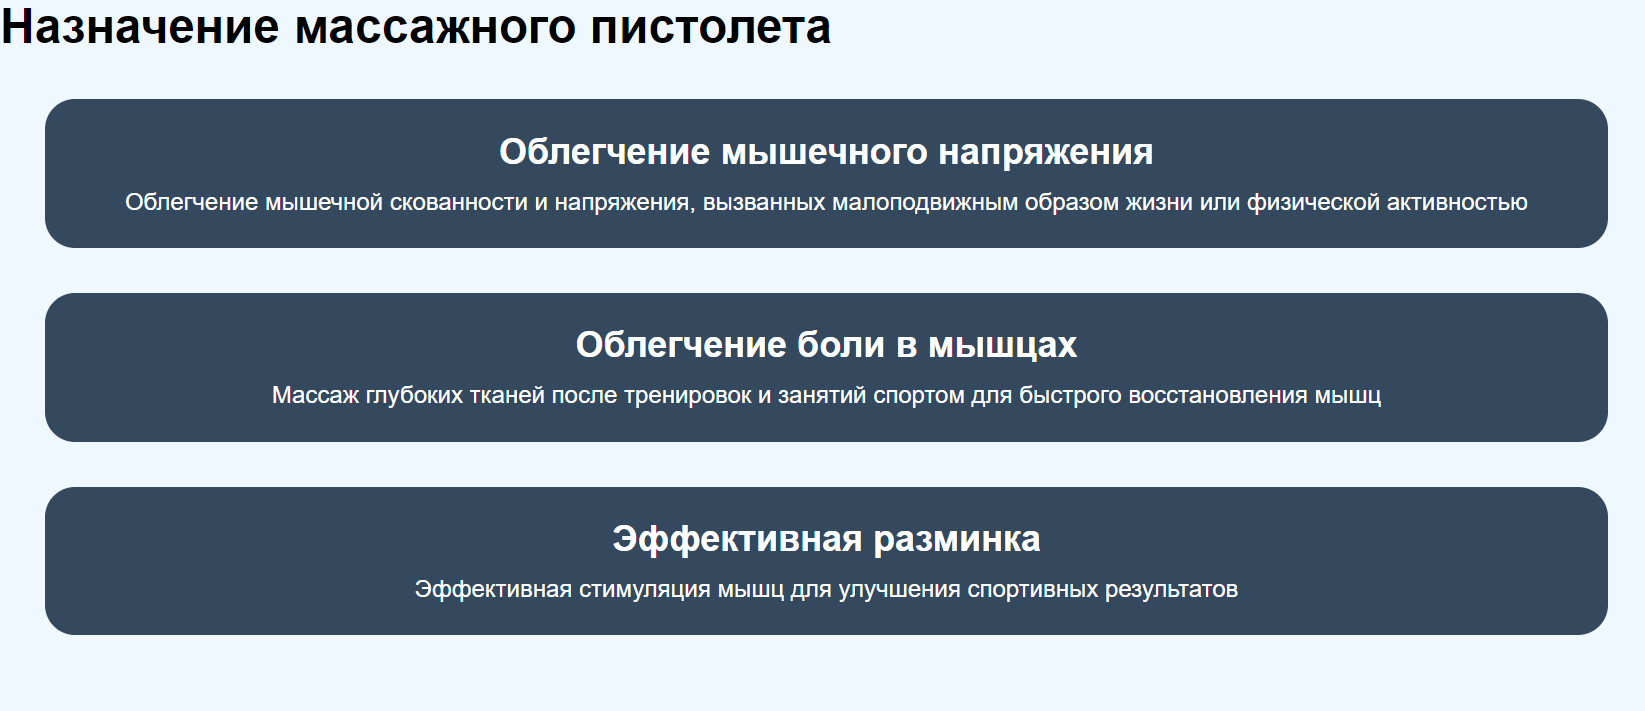 Назначение массажного пистолета
Облегчение мышечного напряжения
Облегчение мышечной скованности и напряжения, вызванных малоподвижным образом жизни или физической активностью
Облегчение боли в мышцах
Массаж глубоких тканей после тренировок и занятий спортом для быстрого восстановления мышц
Эффективная разминка
Эффективная стимуляция мышц для улучшения спортивных результатов